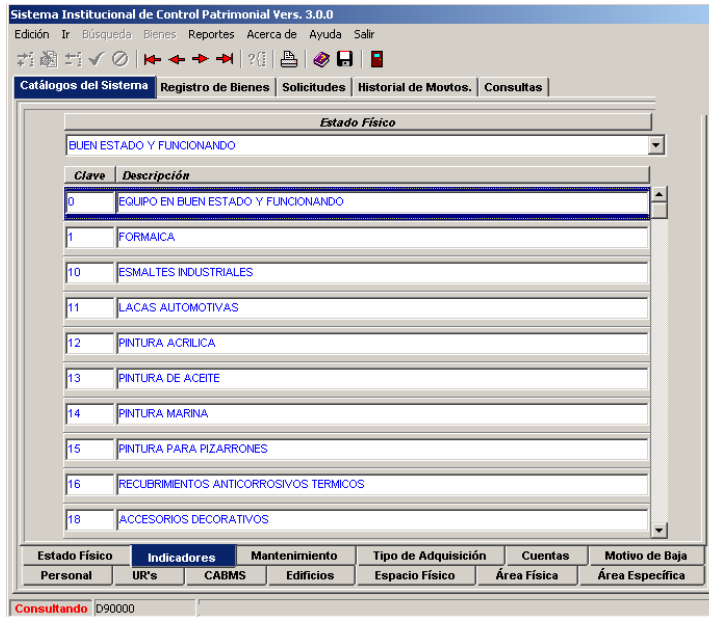 Sistema Institucional de Control Patrimonial Vers. 3.0.0
Edición Ir Búsqueda Bienes Reportes Acerca de Ayuda Salir
Catálogos del Sistema Registro de Bienes Solicitudes Historial de Movtos. Consultas
Estado Físico
BUEN ESTADO Y FUNCIONANDO
Clave Descripción
0 EQUIPO EN BUEN ESTADO Y FUNCIONANDO
1 FORMAICA
10 ESMALTES INDUSTRIALES
11 LACAS AUTOMOTIVAS
12 PINTURA ACRILICA
13 PINTURA DE ACEITE
14 PINTURA MARINA
15 PINTURA PARA PIZARRONES
16 RECUBRIMIENTOS ANTICORROSIVOS TERMICOS
18 ACCESORIOS DECORATIVOS
Estado Físico Indicadores Mantenimiento Tipo de Adquisición Cuentas Motivo de Baja
Personal UR's CABMS Edificios Espacio Físico Área Física Área Específica
Consultando D90000